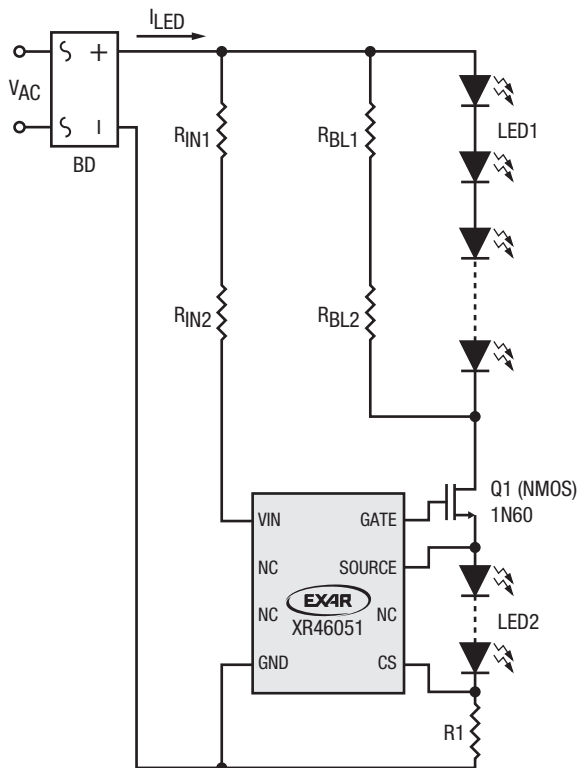 I_LED
+
V_AC
–
BD
R_IN1
R_BL1
LED1
R_IN2
R_BL2
Q1 (NMOS)
1N60
VIN
GATE
NC
SOURCE
EXAR
NC
NC
XR46051
LED2
GND
CS
R1